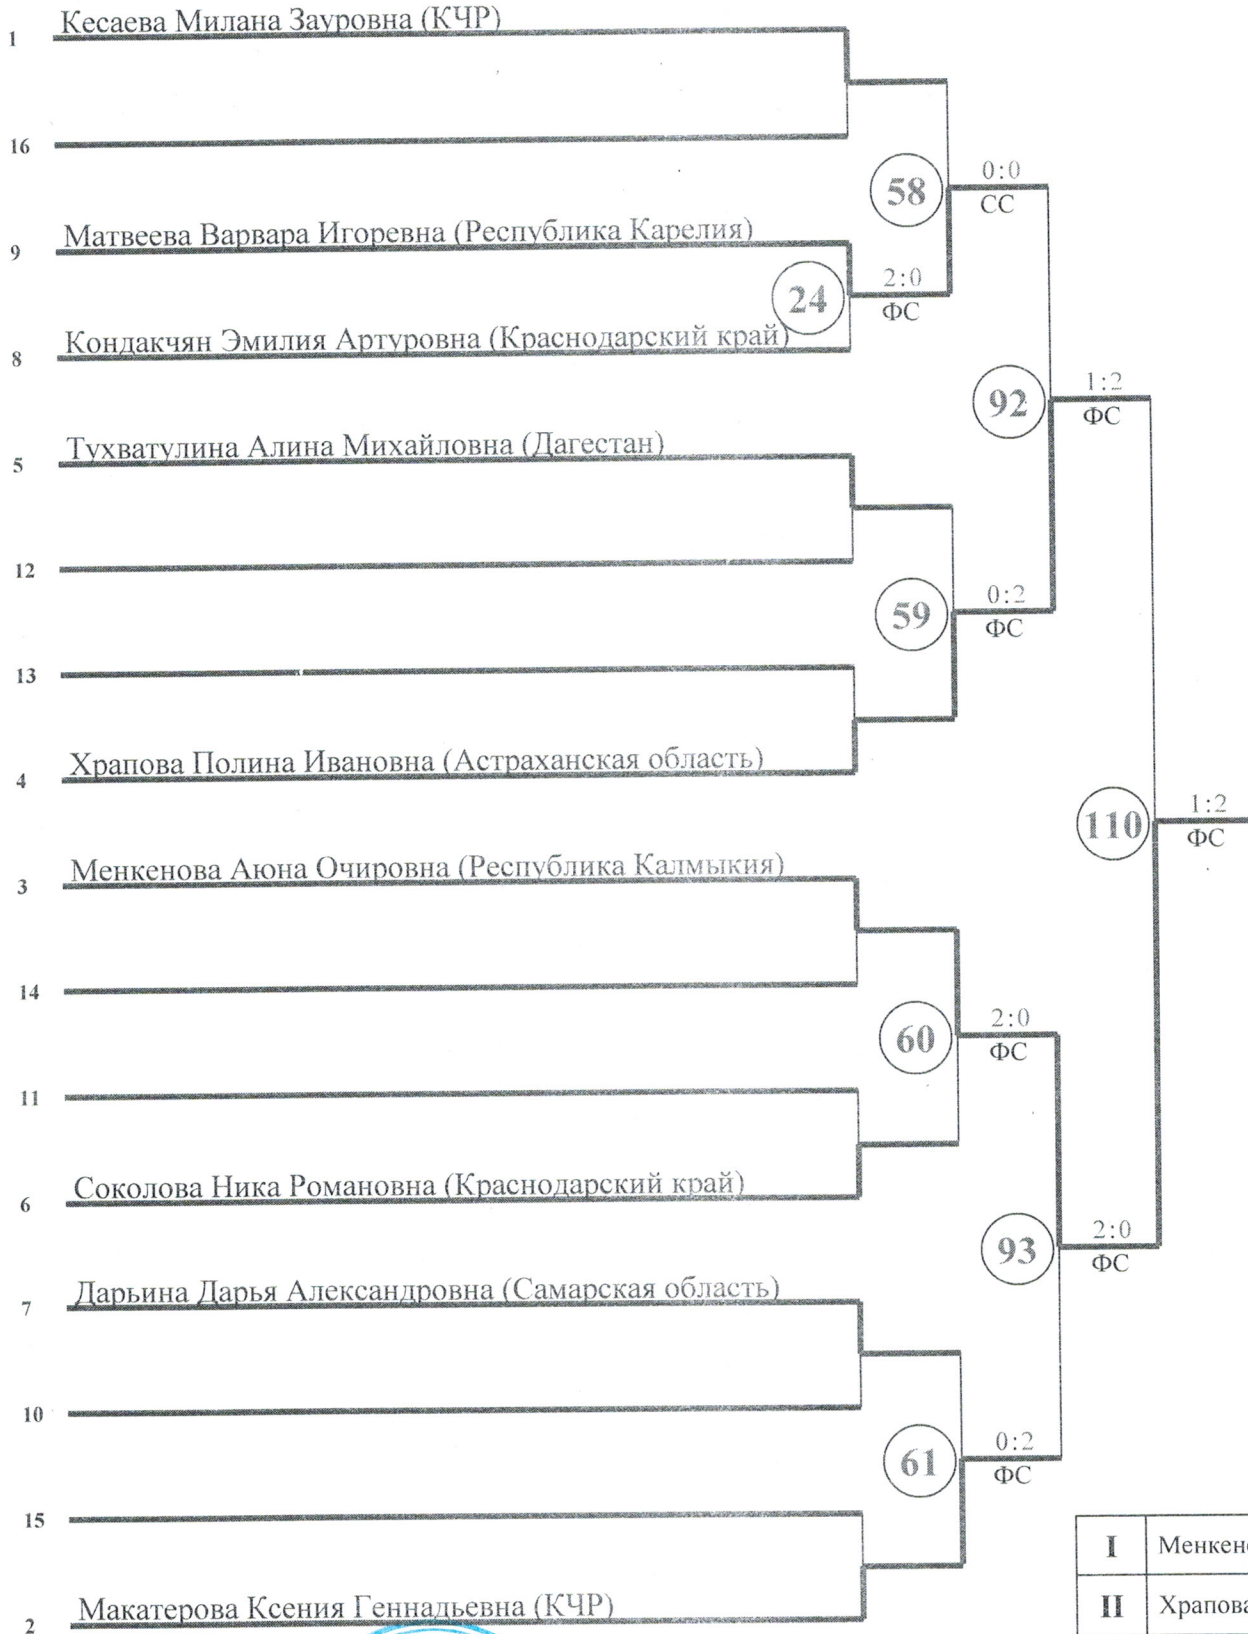 Кесаева Милана Зауровна (КЧР)
1
16
58
0:0
СС
Матвеева Варвара Игоревна (Республика Карелия)
9
24
2:0
ФС
Кондакчян Эмилия Артуровна (Краснодарский край)
8
92
1:2
ФС
Тухватулина Алина Михайловна (Дагестан)
5
12
59
0:2
ФС
13
Храпова Полина Ивановна (Астраханская область)
4
110
1:2
ФС
Менкенова Аюна Очировна (Республика Калмыкия)
3
14
60
2:0
ФС
11
Соколова Ника Романовна (Краснодарский край)
6
93
2:0
ФС
Дарьина Дарья Александровна (Самарская область)
7
10
61
0:2
ФС
15
Макатерова Ксения Геннадьевна (КЧР)
2
I Менкен
II Храпова